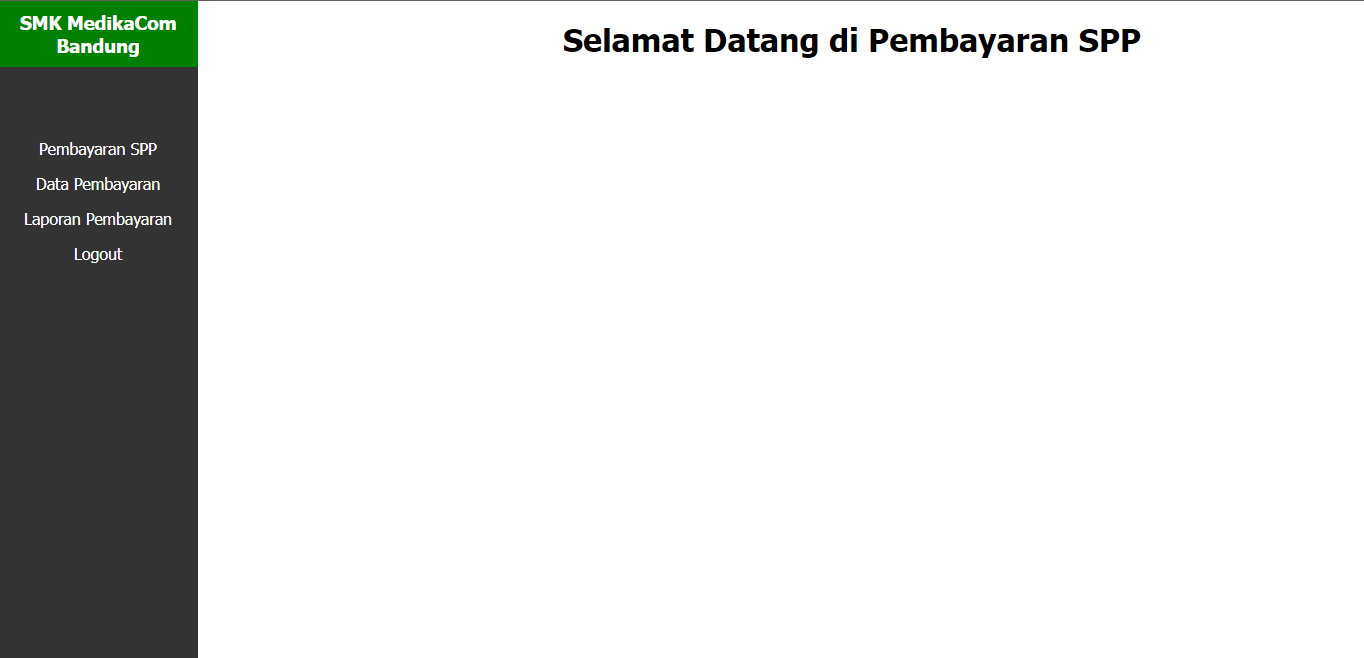 SMK MedikaCom
Bandung
Selamat Datang di Pembayaran SPP
Pembayaran SPP
Data Pembayaran
Laporan Pembayaran
Logout